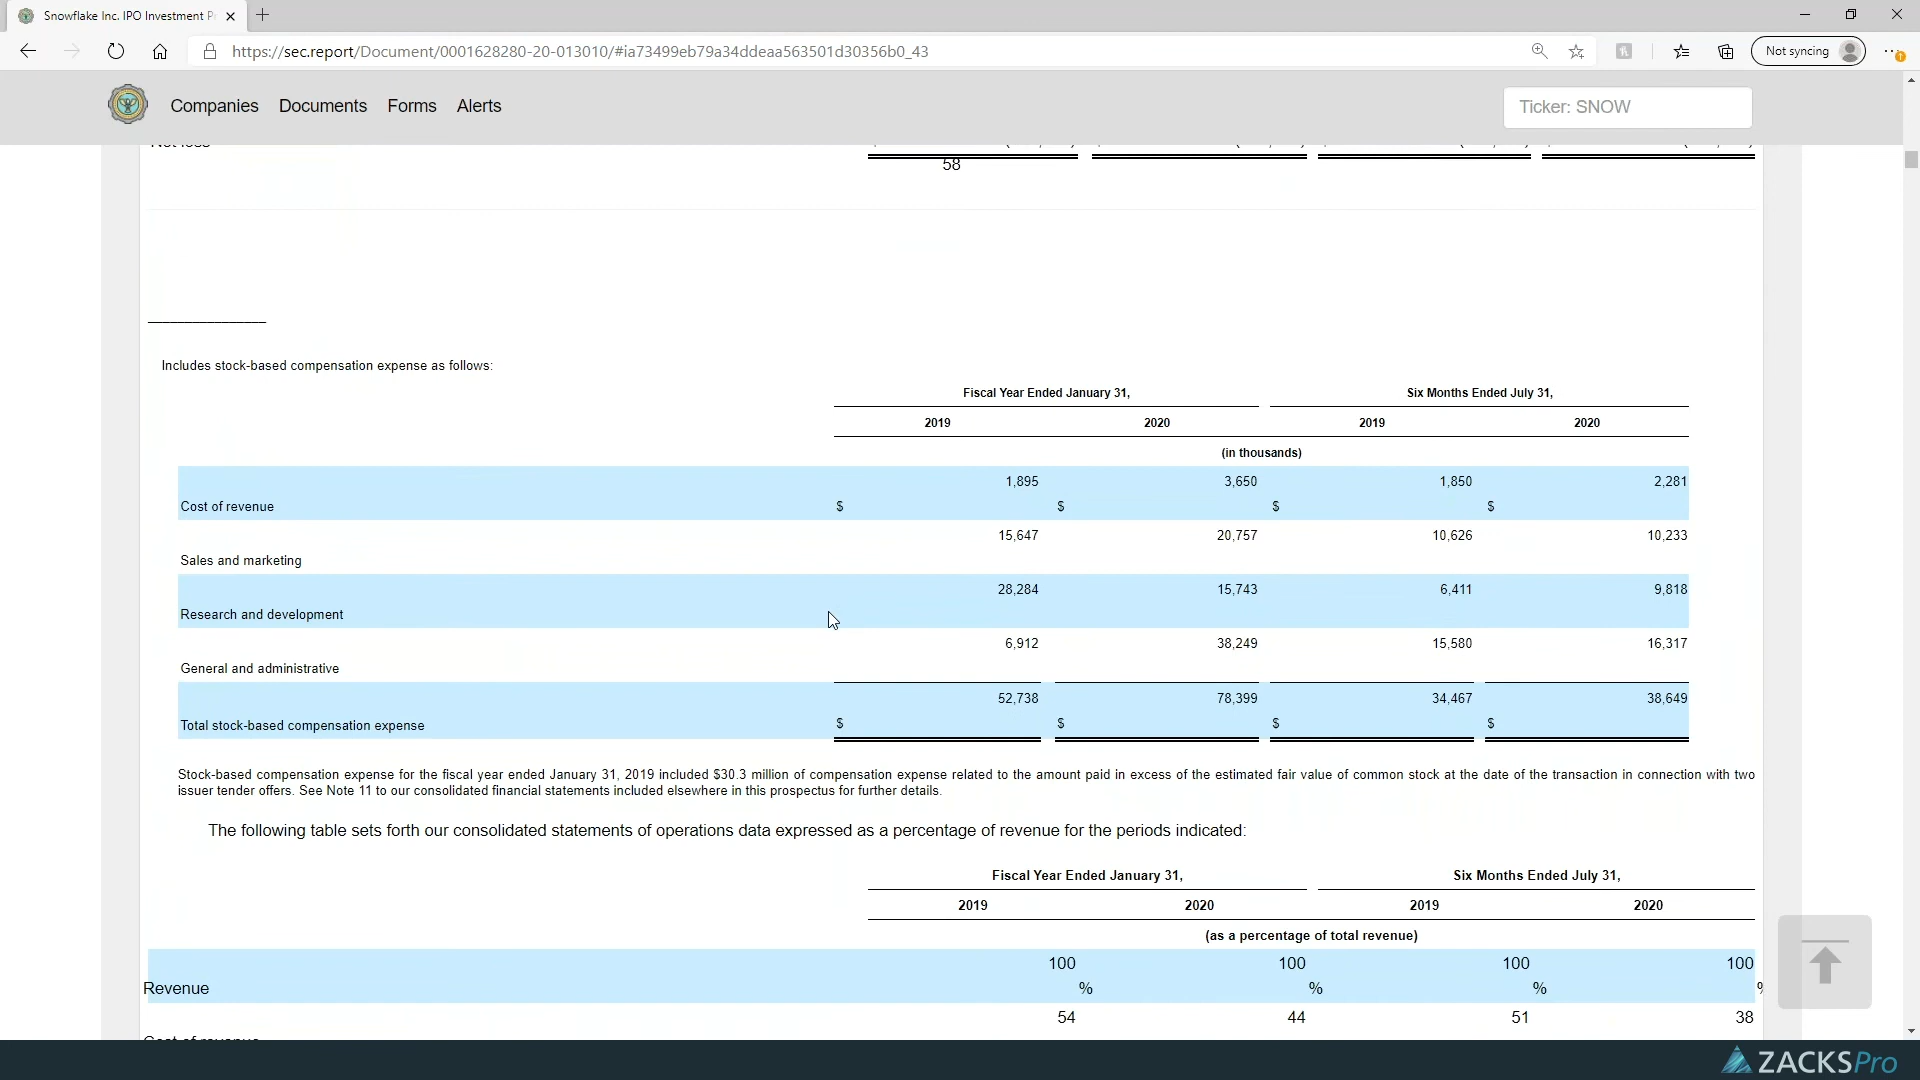 Snowflake Inc. IPO Investment P
https://sec.report/Document/0001628280-20-013010/#ia73499eb79a34ddeaa563501d30356b0_43
Not syncing
Companies Documents Forms Alerts
Ticker: SNOW
58
Includes stock-based compensation expense as follows:
Fiscal Year Ended January 31, Six Months Ended July 31,
2019 2020 2019 2020
(in thousands)
1,895 3,650 1,850 2,281
Cost of revenue $ $ $ $
15,647 20,757 10,626 10,233
Sales and marketing
28,284 15,743 6,411 9,818
Research and development
6,912 38,249 15,580 16,317
General and administrative
52,738 78,399 34,467 38,649
Total stock-based compensation expense $ $ $ $
Stock-based compensation expense for the fiscal year ended January 31, 2019 included $30.3 million of compensation expense related to the amount paid in excess of the estimated fair value of common stock at the date of the transaction in connection with two
issuer tender offers. See Note 11 to our consolidated financial statements included elsewhere in this prospectus for further details.
The following table sets forth our consolidated statements of operations data expressed as a percentage of revenue for the periods indicated:
Fiscal Year Ended January 31, Six Months Ended July 31,
2019 2020 2019 2020
(as a percentage of total revenue)
100 100 100 100
Revenue % % % %
54 44 51 38
ZACKSPro